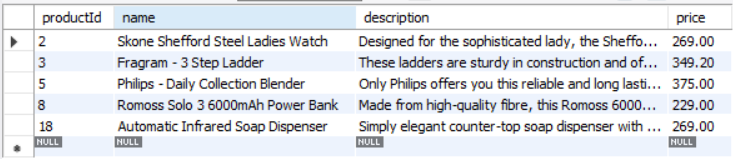 productId name description price
2 Skone Shefford Steel Ladies Watch Designed for the sophisticated lady, the Sheffo... 269.00
3 Fragram - 3 Step Ladder These ladders are sturdy in construction and of... 349.20
5 Philips - Daily Collection Blender Only Philips offers you this reliable and long lasti... 375.00
8 Romoss Solo 3 6000mAh Power Bank Made from high-quality fibre, this Romoss 6000... 229.00
18 Automatic Infrared Soap Dispenser Simply elegant counter-top soap dispenser with ... 269.00
NULL NULL NULL NULL